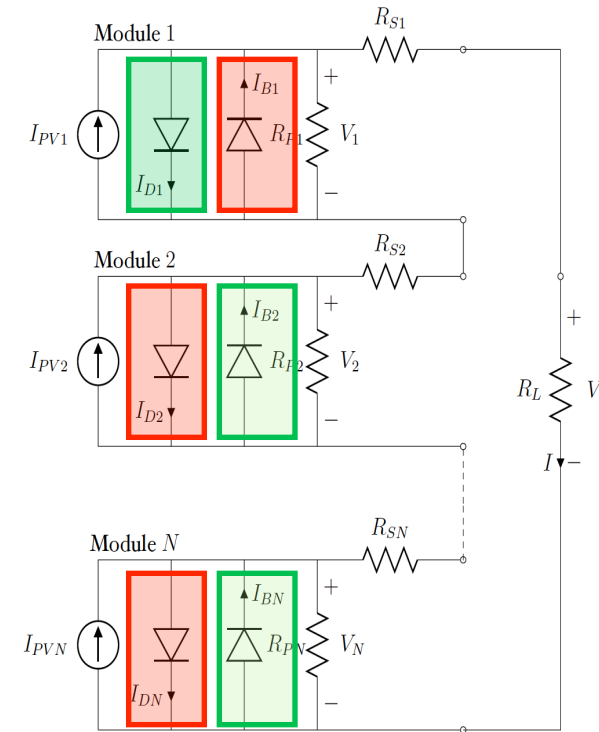 R_{S1}
Module 1
+
I_{B1}
I_{PV1}
R_{P1}
V_1
I_{D1}
−
R_{S2}
Module 2
+
I_{B2}
+
I_{PV2}
R_{P2}
V_2
R_L
V
I_{D2}
−
I
−
R_{SN}
Module N
+
I_{BN}
I_{PVN}
R_{PN}
V_N
I_{DN}
−